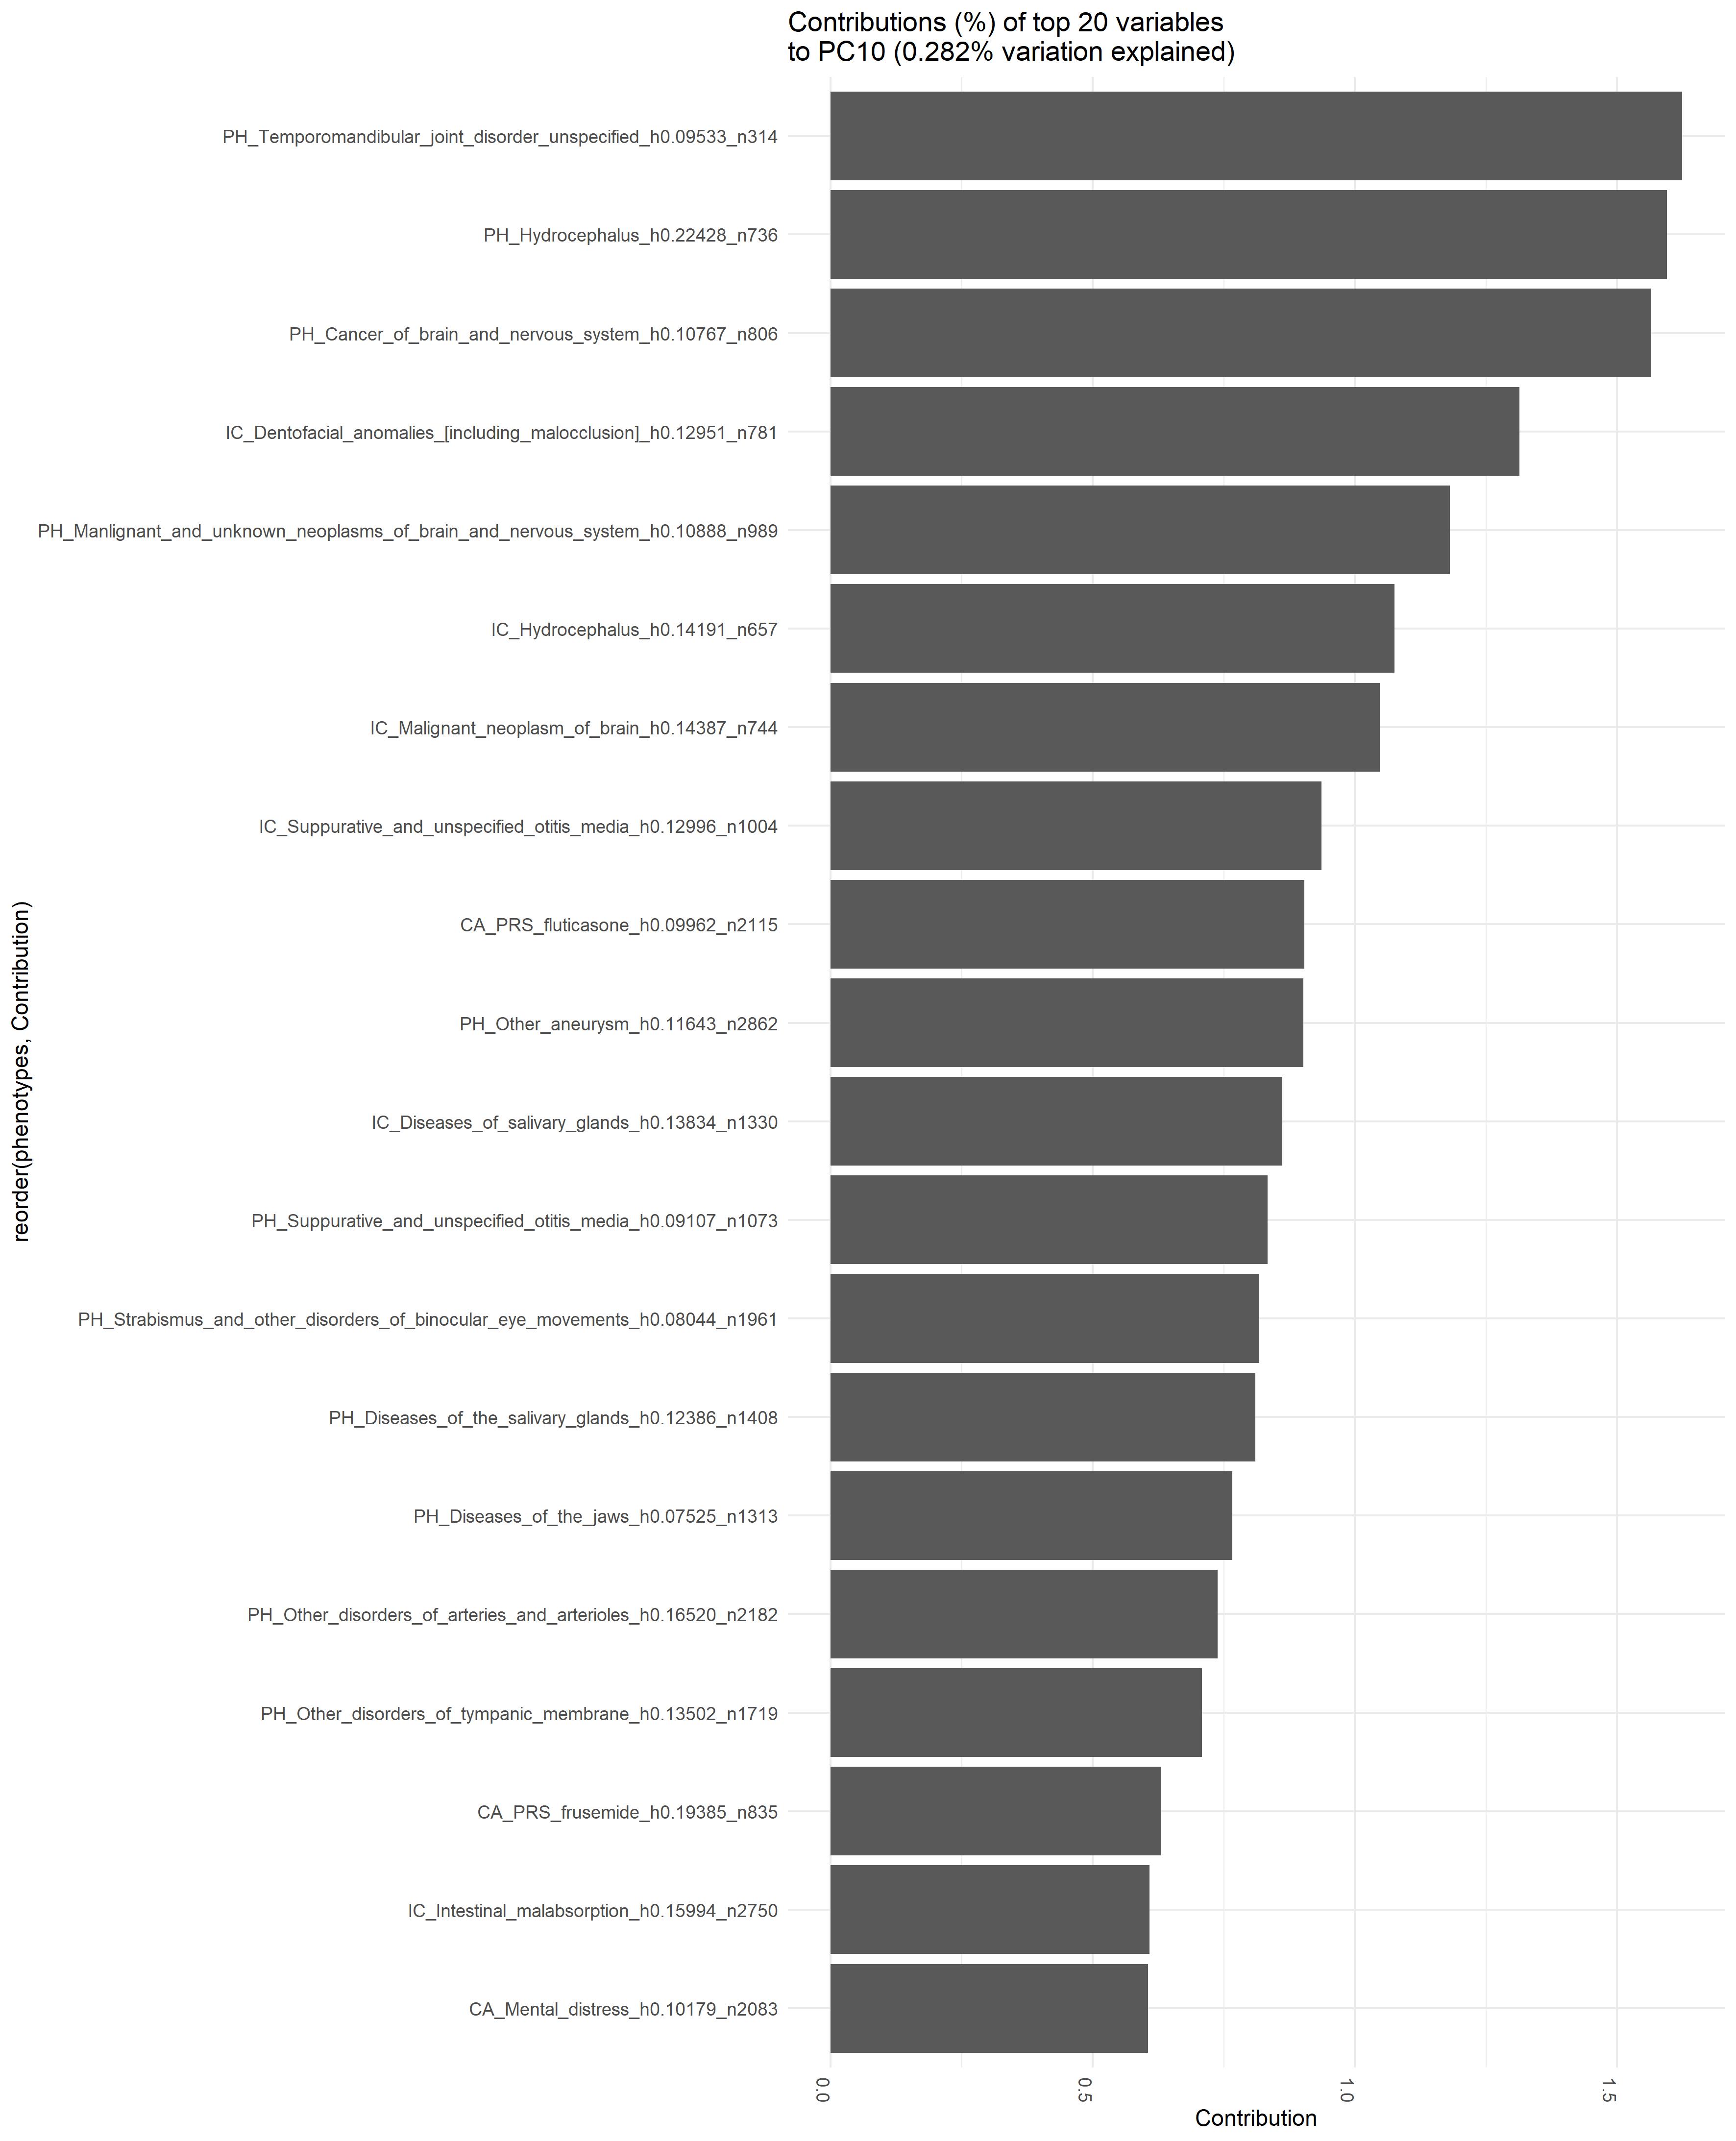 Contributions (%) of top 20 variables
to PC10 (0.282% variation explained)
PH_Temporomandibular_joint_disorder_unspecified_h0.09533_n314
PH_Hydrocephalus_h0.22428_n736
PH_Cancer_of_brain_and_nervous_system_h0.10767_n806
IC_Dentofacial_anomalies_[including_malocclusion]_h0.12951_n781
PH_Manlignant_and_unknown_neoplasms_of_brain_and_nervous_system_h0.10888_n989
IC_Hydrocephalus_h0.14191_n657
IC_Malignant_neoplasm_of_brain_h0.14387_n744
IC_Suppurative_and_unspecified_otitis_media_h0.12996_n1004
CA_PRS_fluticasone_h0.09962_n2115
PH_Other_aneurysm_h0.11643_n2862
IC_Diseases_of_salivary_glands_h0.13834_n1330
PH_Suppurative_and_unspecified_otitis_media_h0.09107_n1073
PH_Strabismus_and_other_disorders_of_binocular_eye_movements_h0.08044_n1961
PH_Diseases_of_the_salivary_glands_h0.12386_n1408
PH_Diseases_of_the_jaws_h0.07525_n1313
PH_Other_disorders_of_arteries_and_arterioles_h0.16520_n2182
PH_Other_disorders_of_tympanic_membrane_h0.13502_n1719
CA_PRS_frusemide_h0.19385_n835
IC_Intestinal_malabsorption_h0.15994_n2750
CA_Mental_distress_h0.10179_n2083
reorder(phenotypes, Contribution)
0.0
0.5
1.0
1.5
Contribution